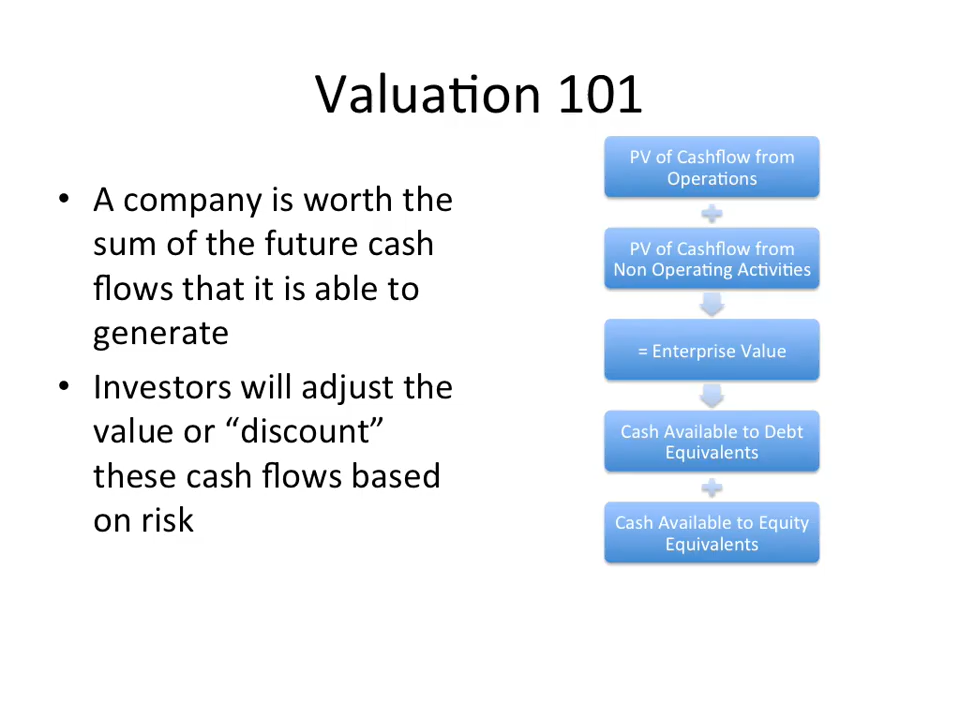 Valuation 101
• A company is worth the
sum of the future cash
flows that it is able to
generate
• Investors will adjust the
value or “discount”
these cash flows based
on risk
PV of Cashflow from
Operations
PV of Cashflow from
Non Operating Activities
= Enterprise Value
Cash Available to Debt
Equivalents
Cash Available to Equity
Equivalents